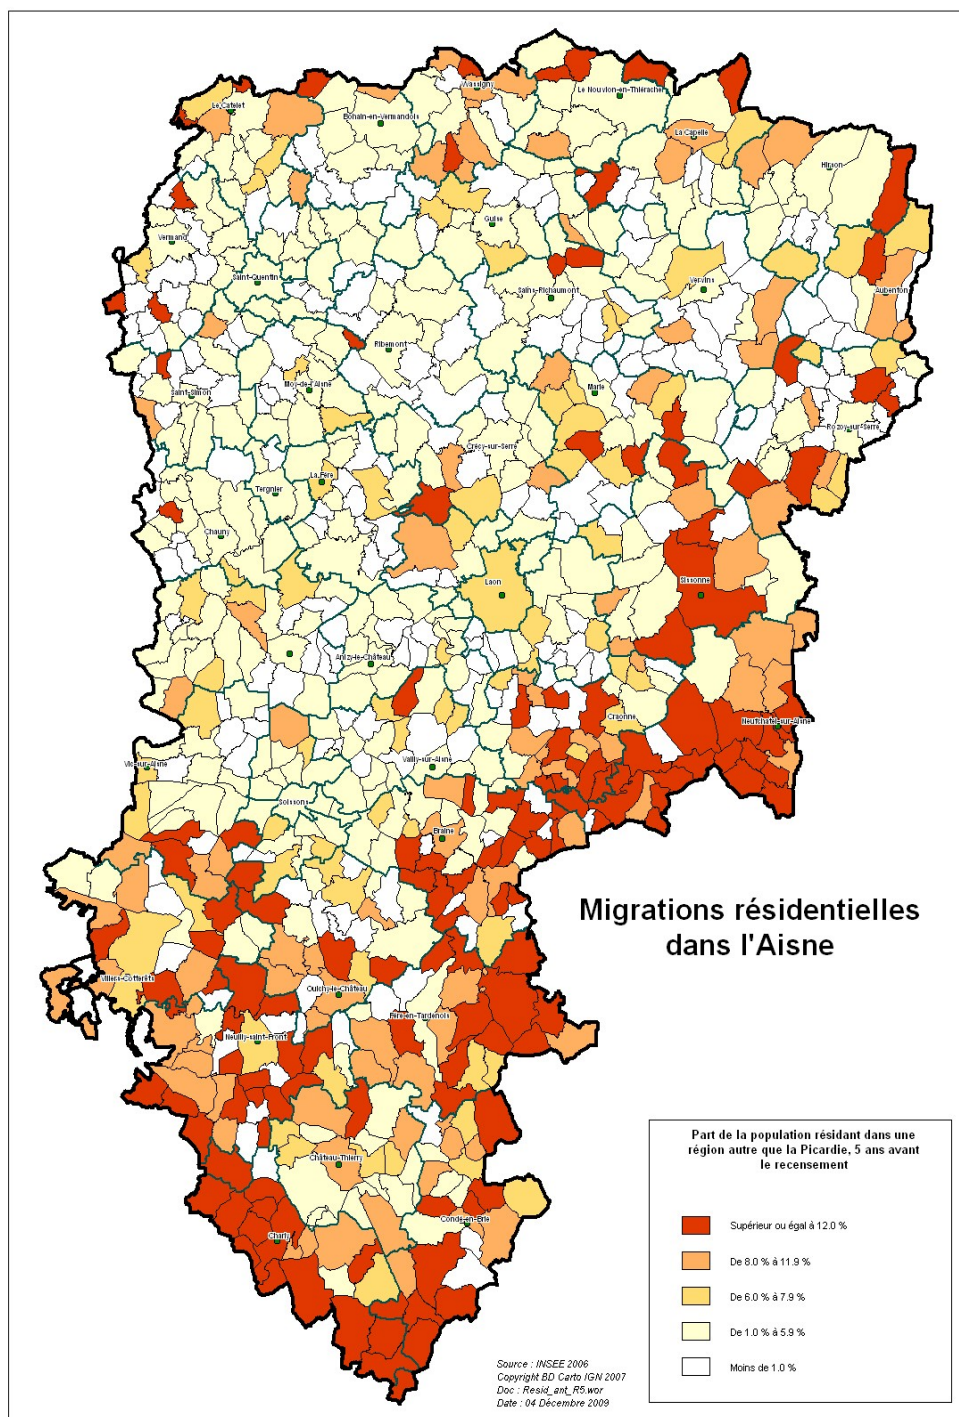 Wassigny
Le Nouvion-en-Thiérache
Le Catelet
Bohain-en-Vermandois
La Capelle
Hirson
Guise
Vermand
Saint-Quentin
Sains-Richaumont
Vervins
Aubenton
Ribemont
Moy-de-l'Aisne
Saint-Simon
Marle
Rozoy-sur-Serre
Crécy-sur-Serre
La Fère
Tergnier
Chauny
Laon
Sissonne
Anizy-le-Château
Craonne
Neufchâtel-sur-Aisne
Vic-sur-Aisne
Vailly-sur-Aisne
Soissons
Braine
Migrations résidentielles
dans l'Aisne
Villers-Cotterêts
Oulchy-le-Château
Fère-en-Tardenois
Neuilly-saint-Front
Château-Thierry
Condé-en-Brie
Charly
Part de la population résidant dans une
région autre que la Picardie, 5 ans avant
le recensement
Supérieur ou égal à 12.0 %
De 8.0 % à 11.9 %
De 6.0 % à 7.9 %
De 1.0 % à 5.9 %
Moins de 1.0 %
Source : INSEE 2006
Copyright BD Carto IGN 2007
Doc : Resid_ant_R5.wor
Date : 04 Décembre 2009